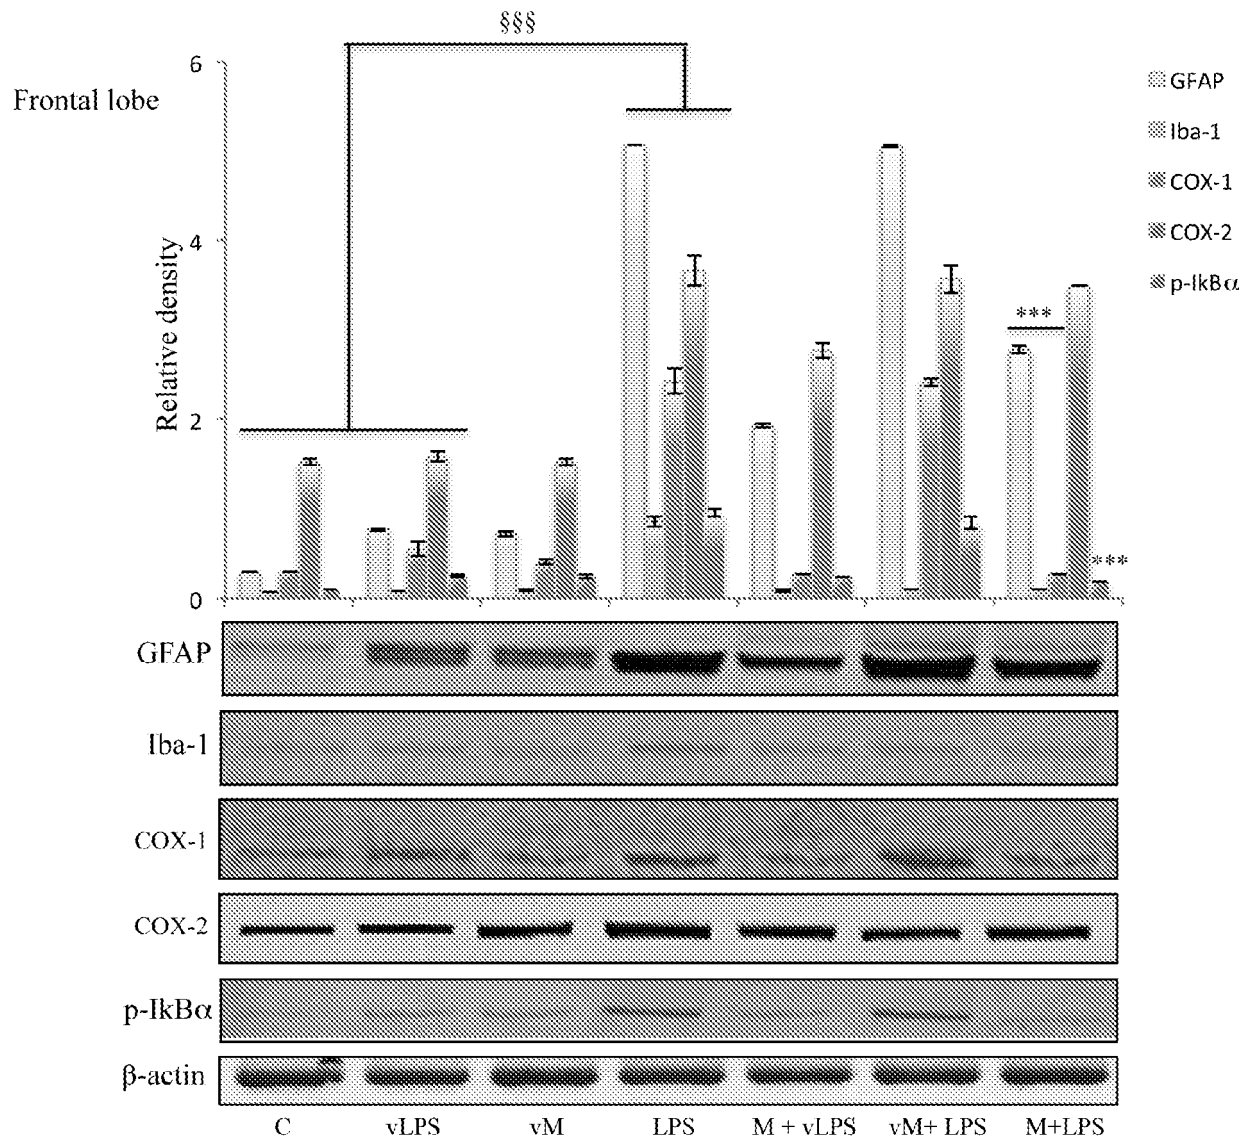 §§§
Frontal lobe
Relative density
6
4
2
0
GFAP
Iba-1
COX-1
COX-2
p-IkBα
***
***
GFAP
Iba-1
COX-1
COX-2
p-IkBα
β-actin
C vLPS vM LPS M + vLPS vM+ LPS M+LPS